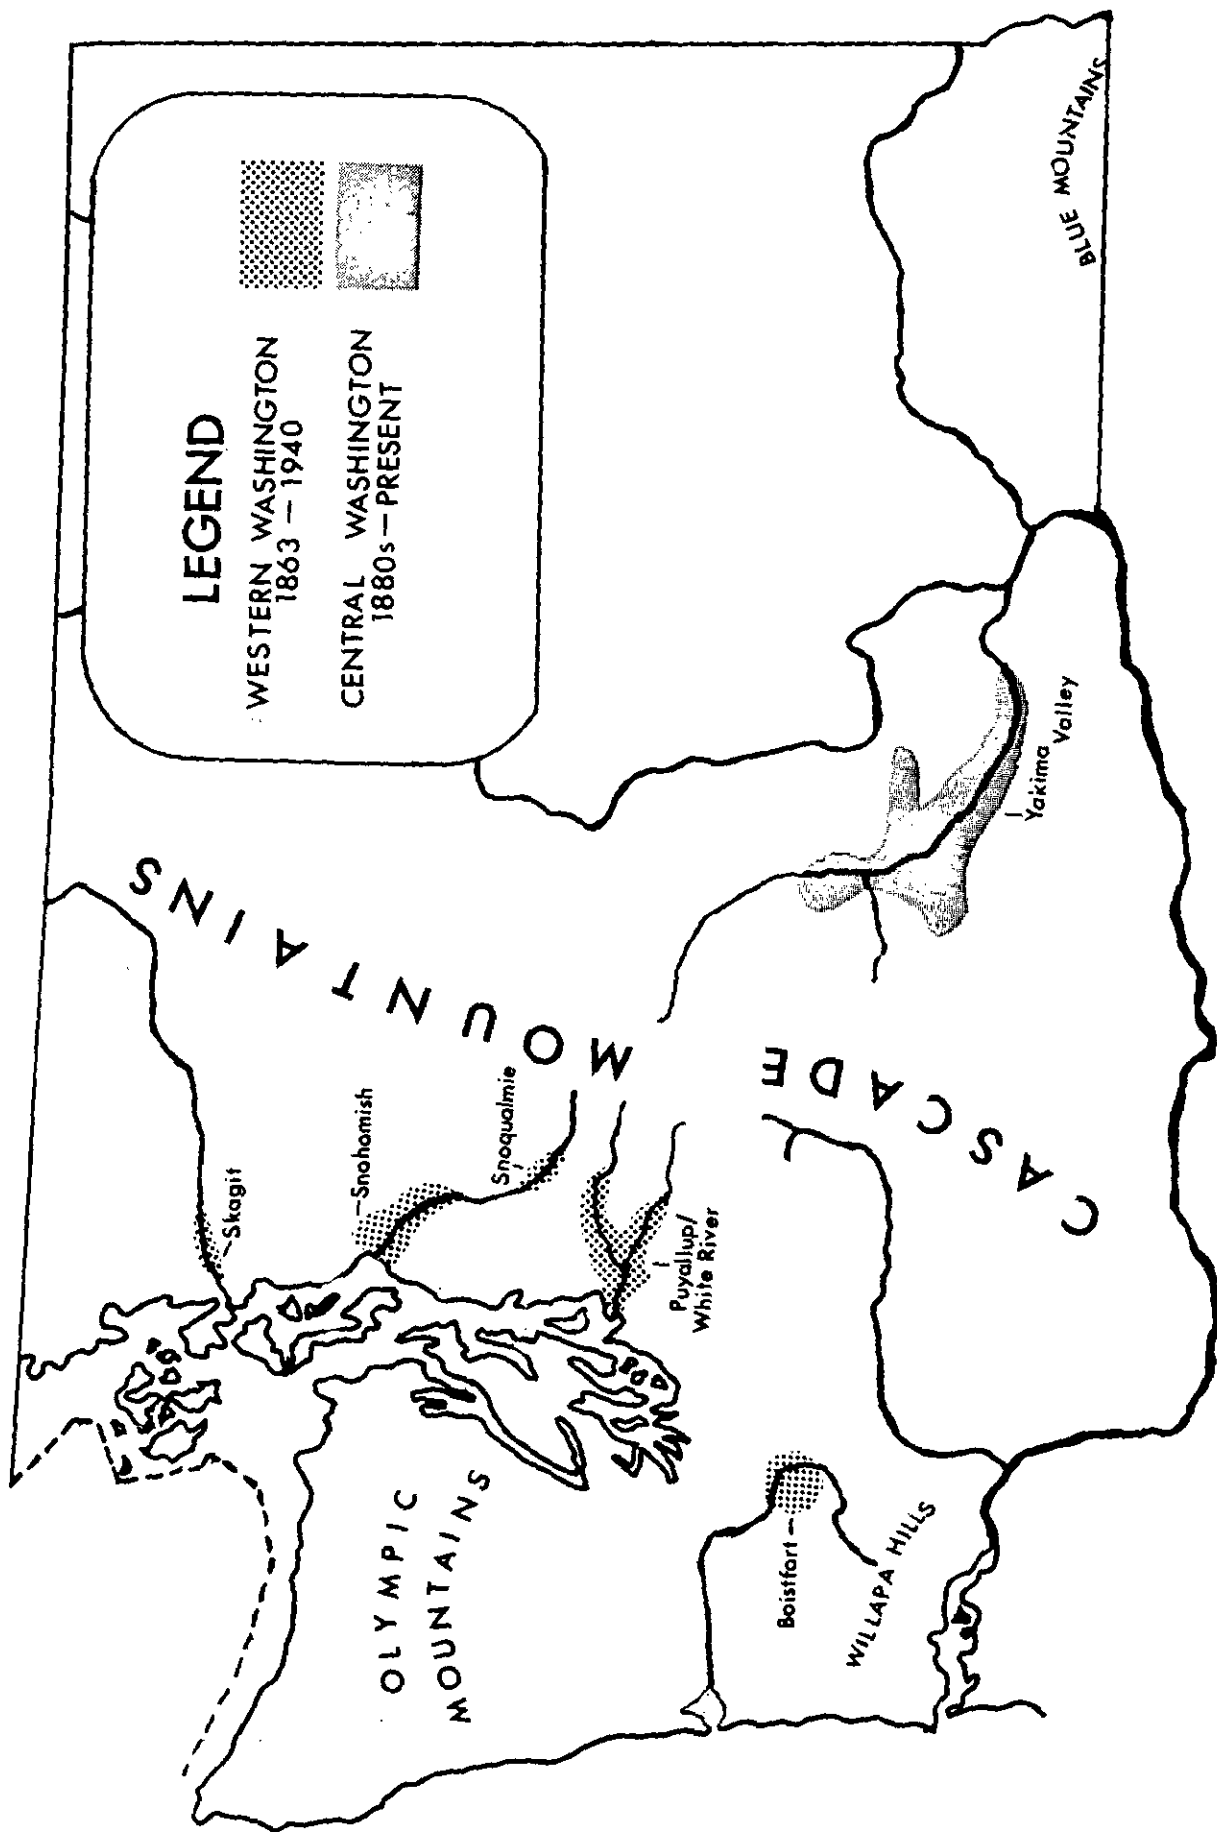 LEGEND
WESTERN WASHINGTON
1863 — 1940
CENTRAL WASHINGTON
1880s — PRESENT
CASCADE MOUNTAINS
Skagit
Snohomish
Snoqualmie
Puyallup/
White River
OLYMPIC
MOUNTAINS
Boistfort
WILLAPA HILLS
Yakima Valley
BLUE MOUNTAINS